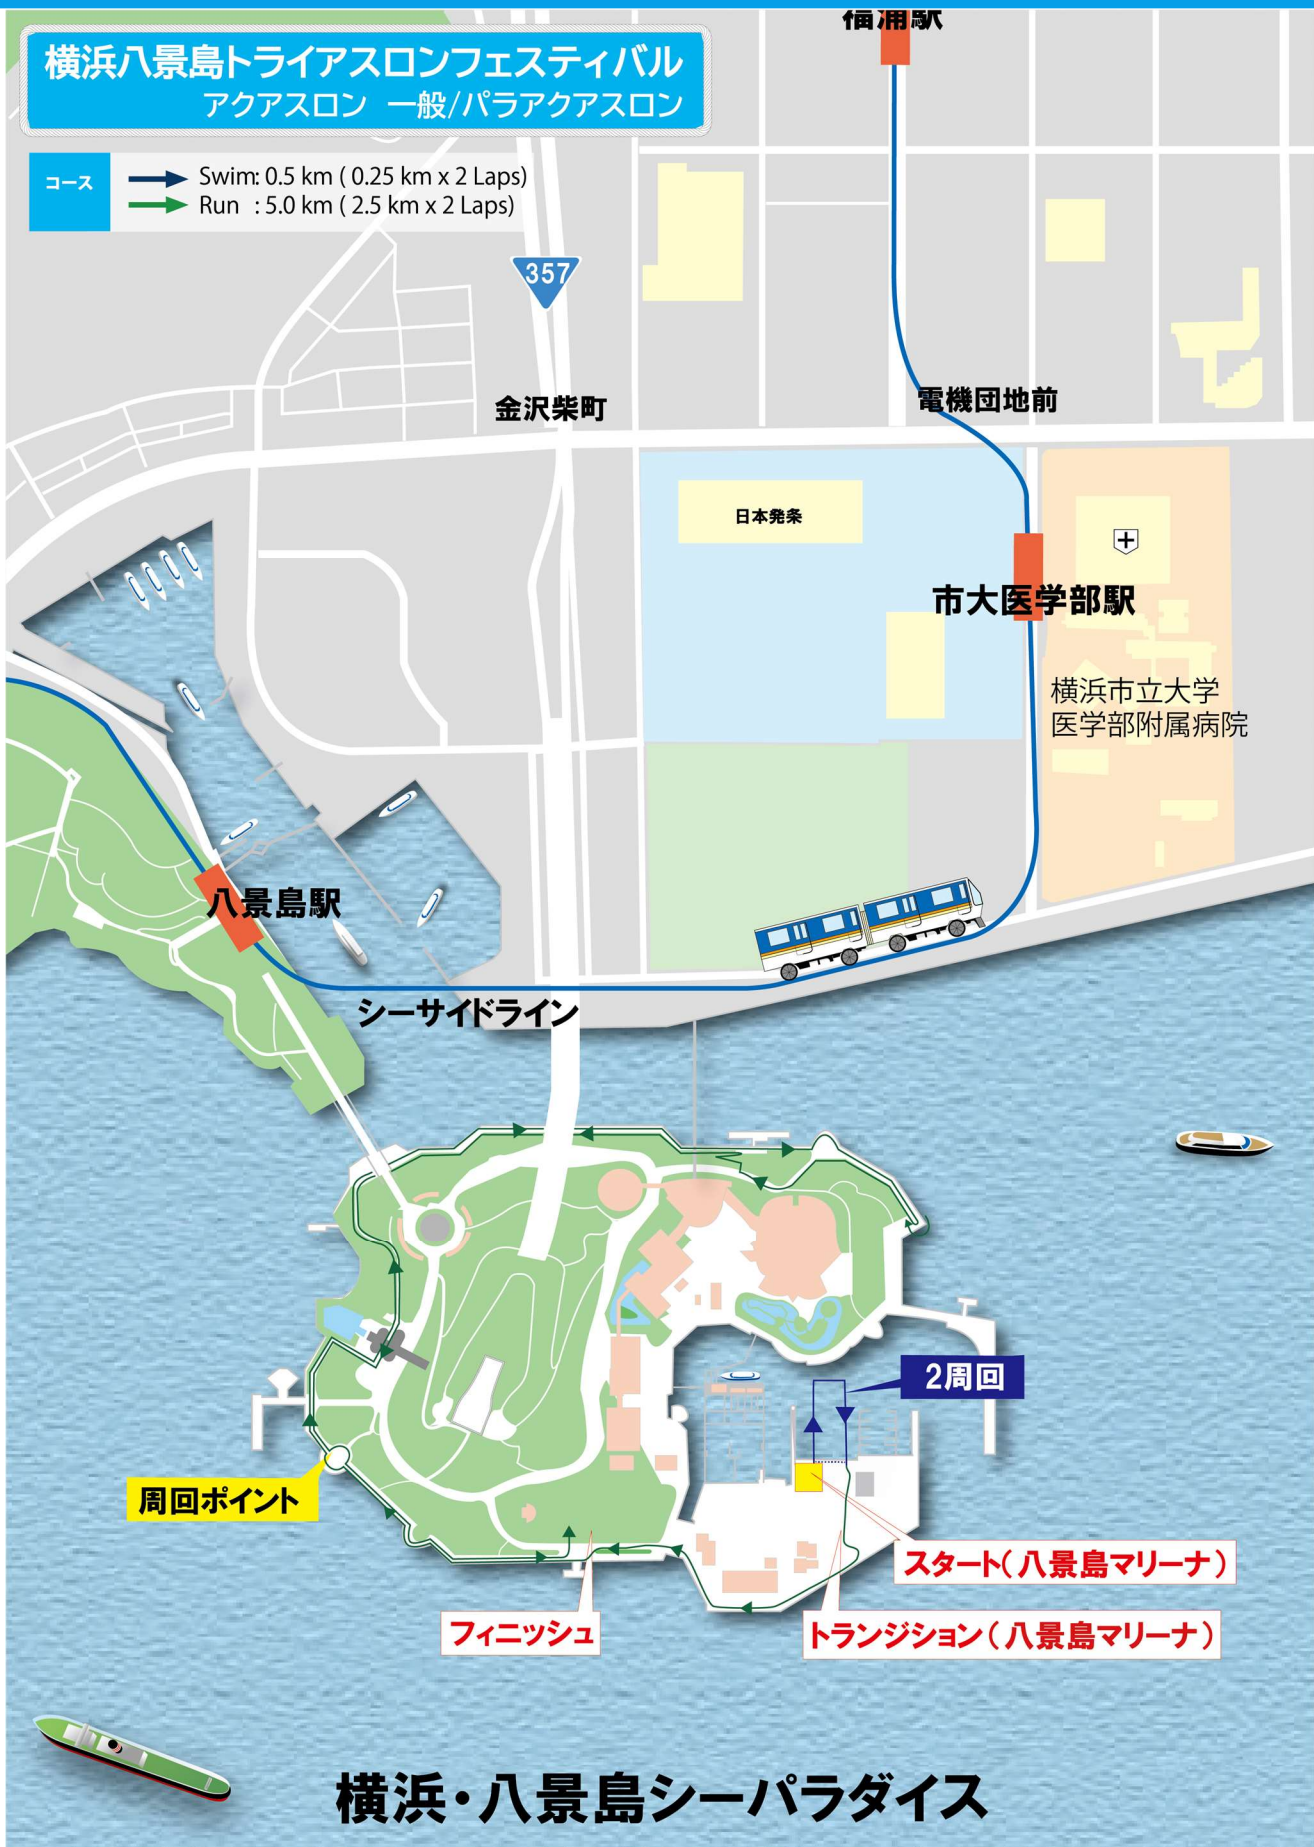 福浦駅
横浜八景島トライアスロンフェスティバル
アクアスロン 一般/パラアクアスロン
コース
Swim: 0.5 km ( 0.25 km x 2 Laps)
Run : 5.0 km ( 2.5 km x 2 Laps)
357
金沢柴町
電機団地前
日本発条
市大医学部駅
横浜市立大学
医学部附属病院
八景島駅
シーサイドライン
2周回
周回ポイント
スタート(八景島マリーナ)
フィニッシュ
トランジション(八景島マリーナ)
横浜・八景島シーパラダイス